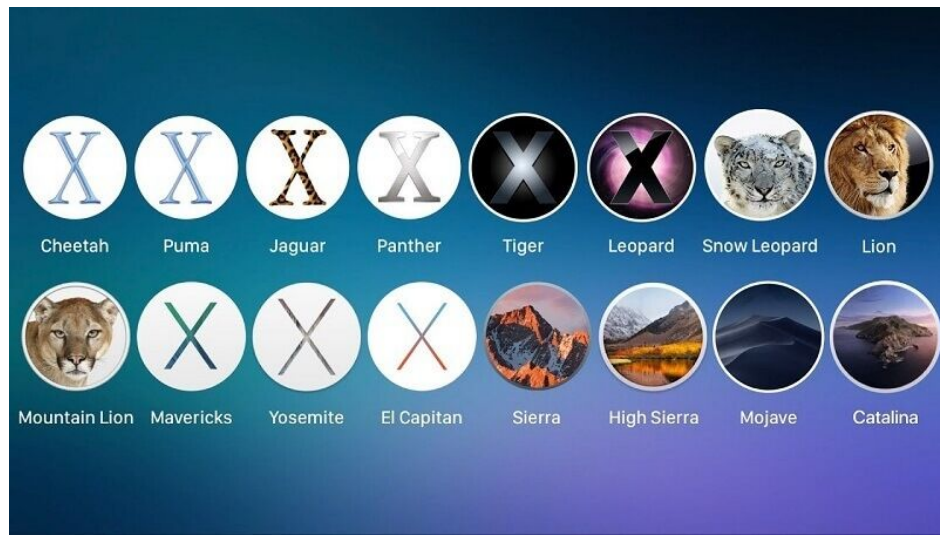 X X X X X X
Cheetah Puma Jaguar Panther Tiger Leopard Snow Leopard Lion
X X X
Mountain Lion Mavericks Yosemite El Capitan Sierra High Sierra Mojave Catalina